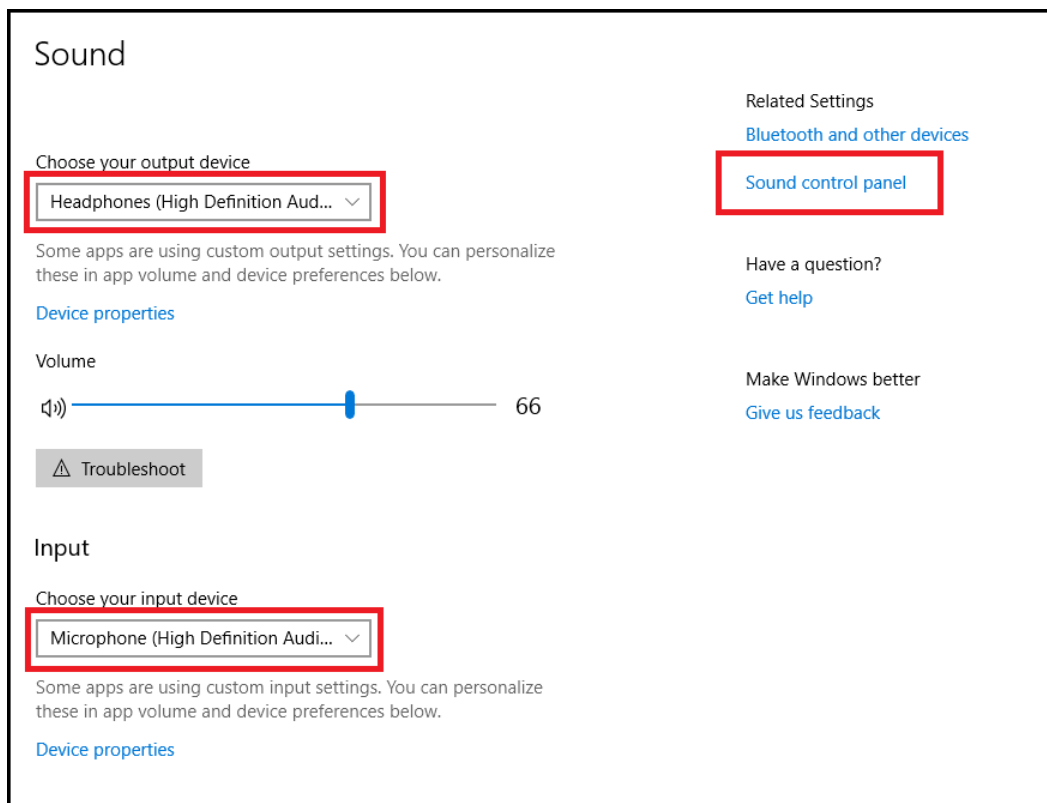 Sound
Choose your output device
Headphones (High Definition Aud...
Some apps are using custom output settings. You can personalize
these in app volume and device preferences below.
Device properties
Volume
66
Troubleshoot
Input
Choose your input device
Microphone (High Definition Audi...
Some apps are using custom input settings. You can personalize
these in app volume and device preferences below.
Device properties
Related Settings
Bluetooth and other devices
Sound control panel
Have a question?
Get help
Make Windows better
Give us feedback